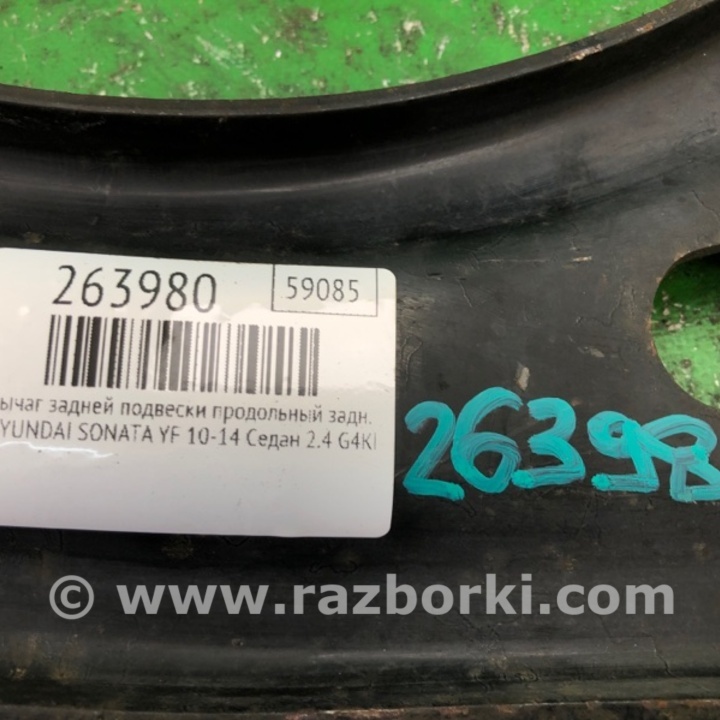 263980
59085
ычаг задней подвески продольный задн.
YUNDAI SONATA YF 10-14 Седан 2.4 G4K
26398
© www.razborki.com